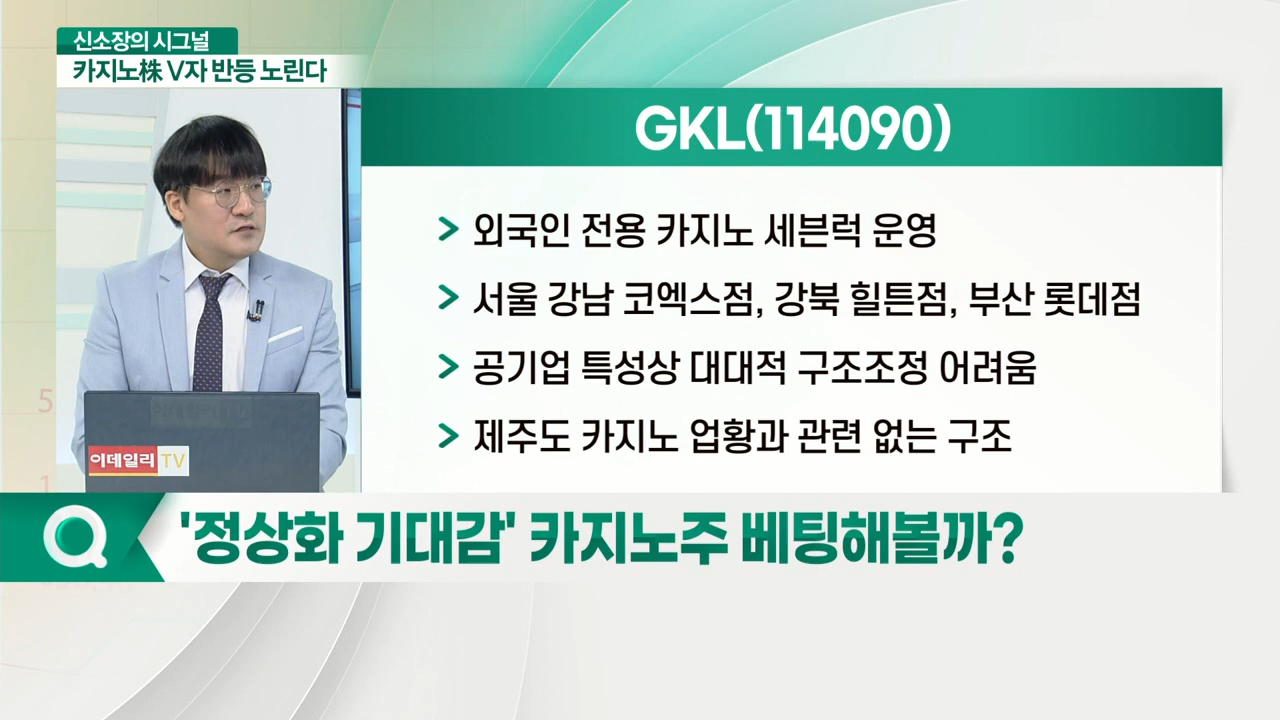 신소장의 시그널
카지노株 V자 반등 노린다
GKL(114090)
> 외국인 전용 카지노 세븐럭 운영
> 서울 강남 코엑스점, 강북 힐튼점, 부산 롯데점
> 공기업 특성상 대대적 구조조정 어려움
> 제주도 카지노 업황과 관련 없는 구조
이데일리 TV
Q '정상화 기대감' 카지노주 베팅해볼까?
5
1